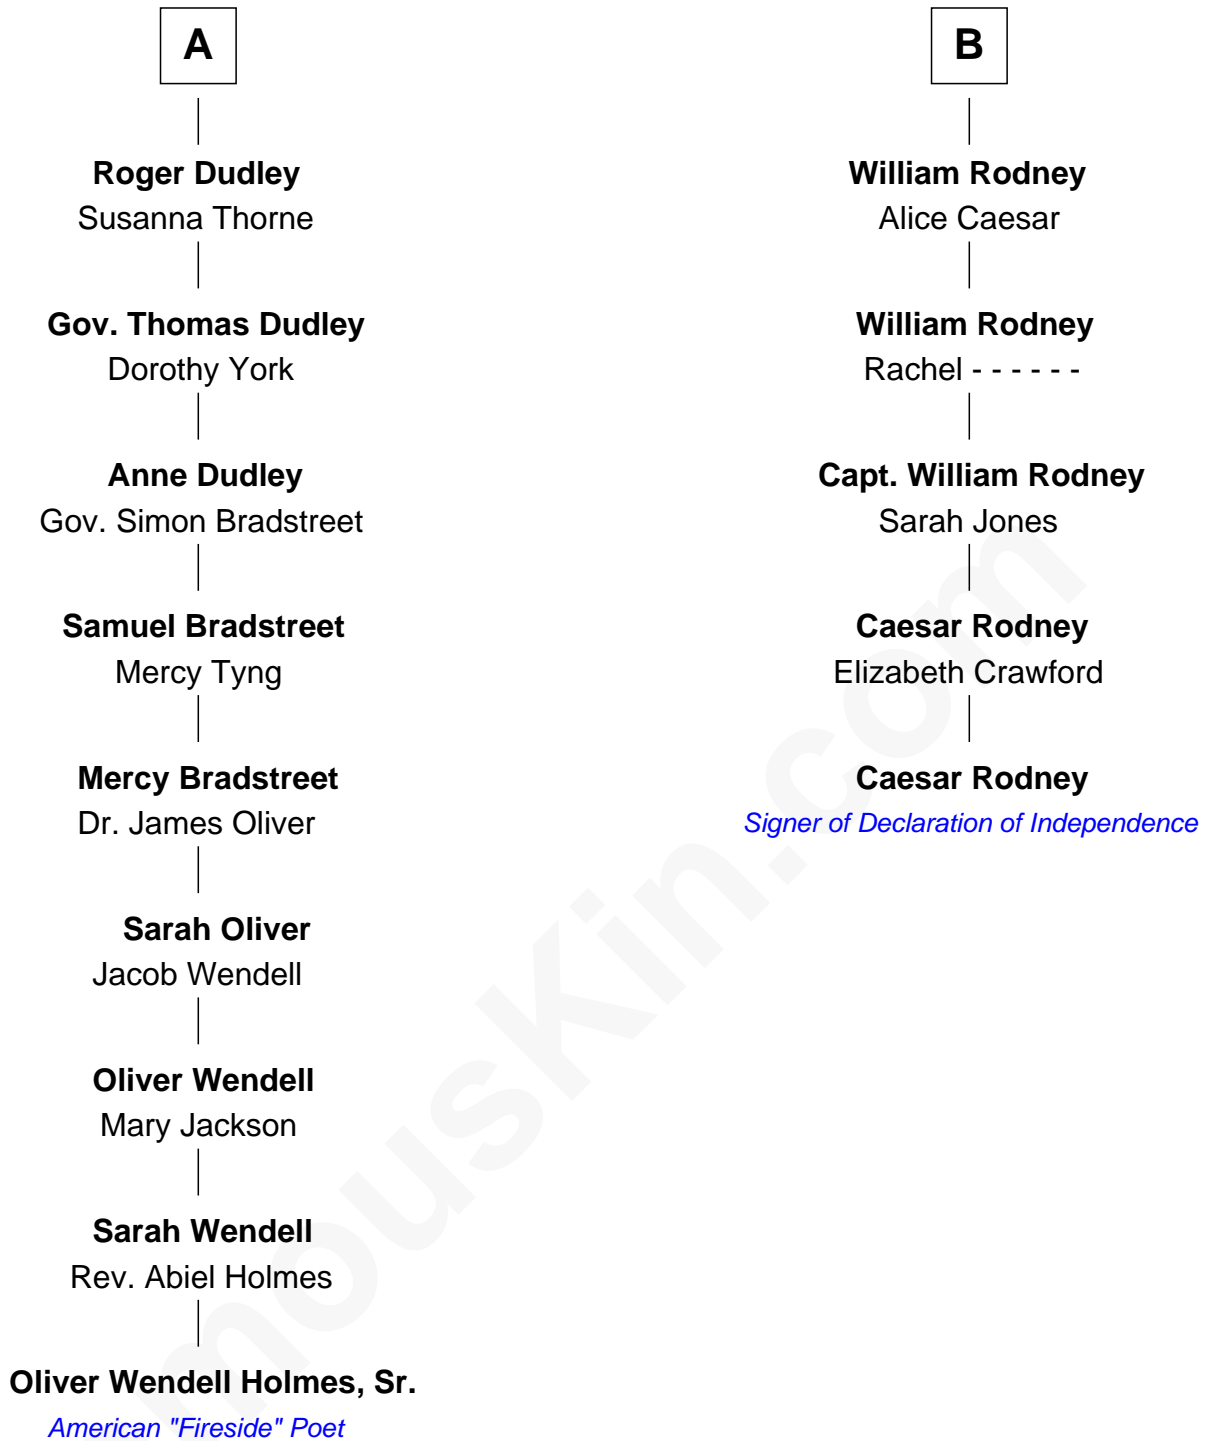 A
Roger Dudley
Susanna Thorne
Gov. Thomas Dudley
Dorothy York
Anne Dudley
Gov. Simon Bradstreet
Samuel Bradstreet
Mercy Tyng
Mercy Bradstreet
Dr. James Oliver
Sarah Oliver
Jacob Wendell
Oliver Wendell
Mary Jackson
Sarah Wendell
Rev. Abiel Holmes
Oliver Wendell Holmes, Sr.
American "Fireside" Poet
B
William Rodney
Alice Caesar
William Rodney
Rachel - - - - - -
Capt. William Rodney
Sarah Jones
Caesar Rodney
Elizabeth Crawford
Caesar Rodney
Signer of Declaration of Independence
mouskin.com